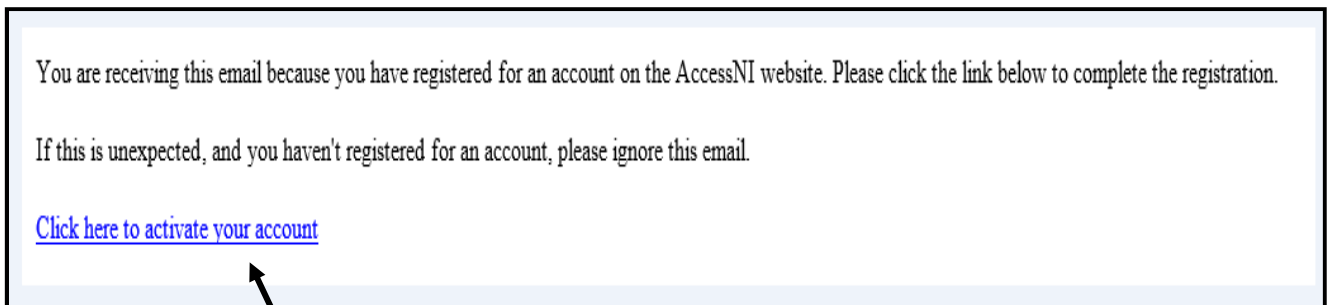 You are receiving this email because you have registered for an account on the AccessNI website. Please click the link below to complete the registration.
If this is unexpected, and you haven't registered for an account, please ignore this email.
Click here to activate your account